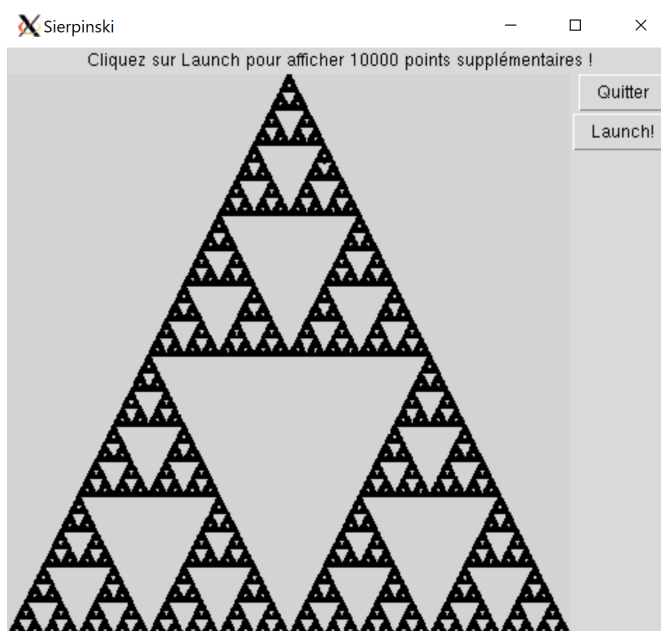 Sierpinski
Cliquez sur Launch pour afficher 10000 points supplémentaires !
Quitter
Launch!